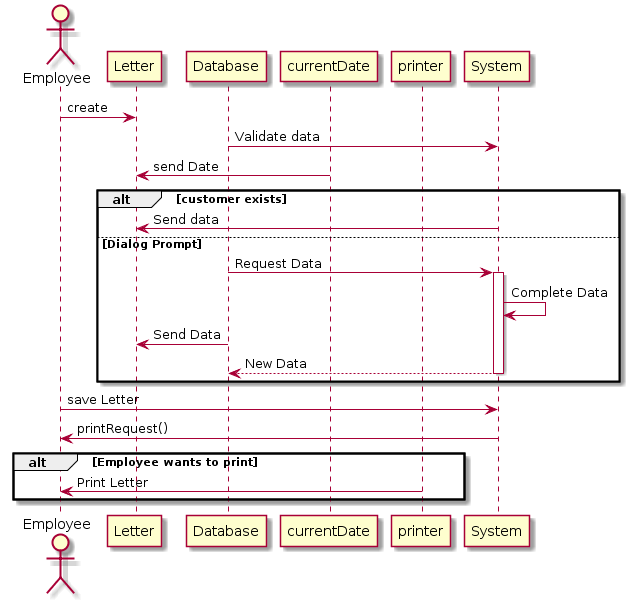 Employee
Letter
Database
currentDate
printer
System
create
Validate data
send Date
alt
[customer exists]
Send data
[Dialog Prompt]
Request Data
Complete Data
Send Data
New Data
save Letter
printRequest()
alt
[Employee wants to print]
Print Letter
Employee
Letter
Database
currentDate
printer
System